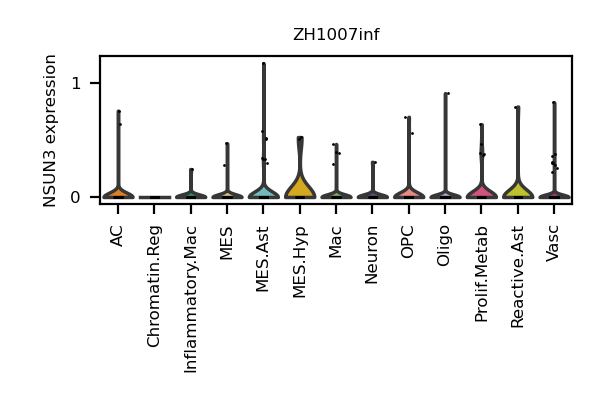 ZH1007inf
NSUN3 expression
1
0
AC
Chromatin.Reg
Inflammatory.Mac
MES
MES.Ast
MES.Hyp
Mac
Neuron
OPC
Oligo
Prolif.Metab
Reactive.Ast
Vasc